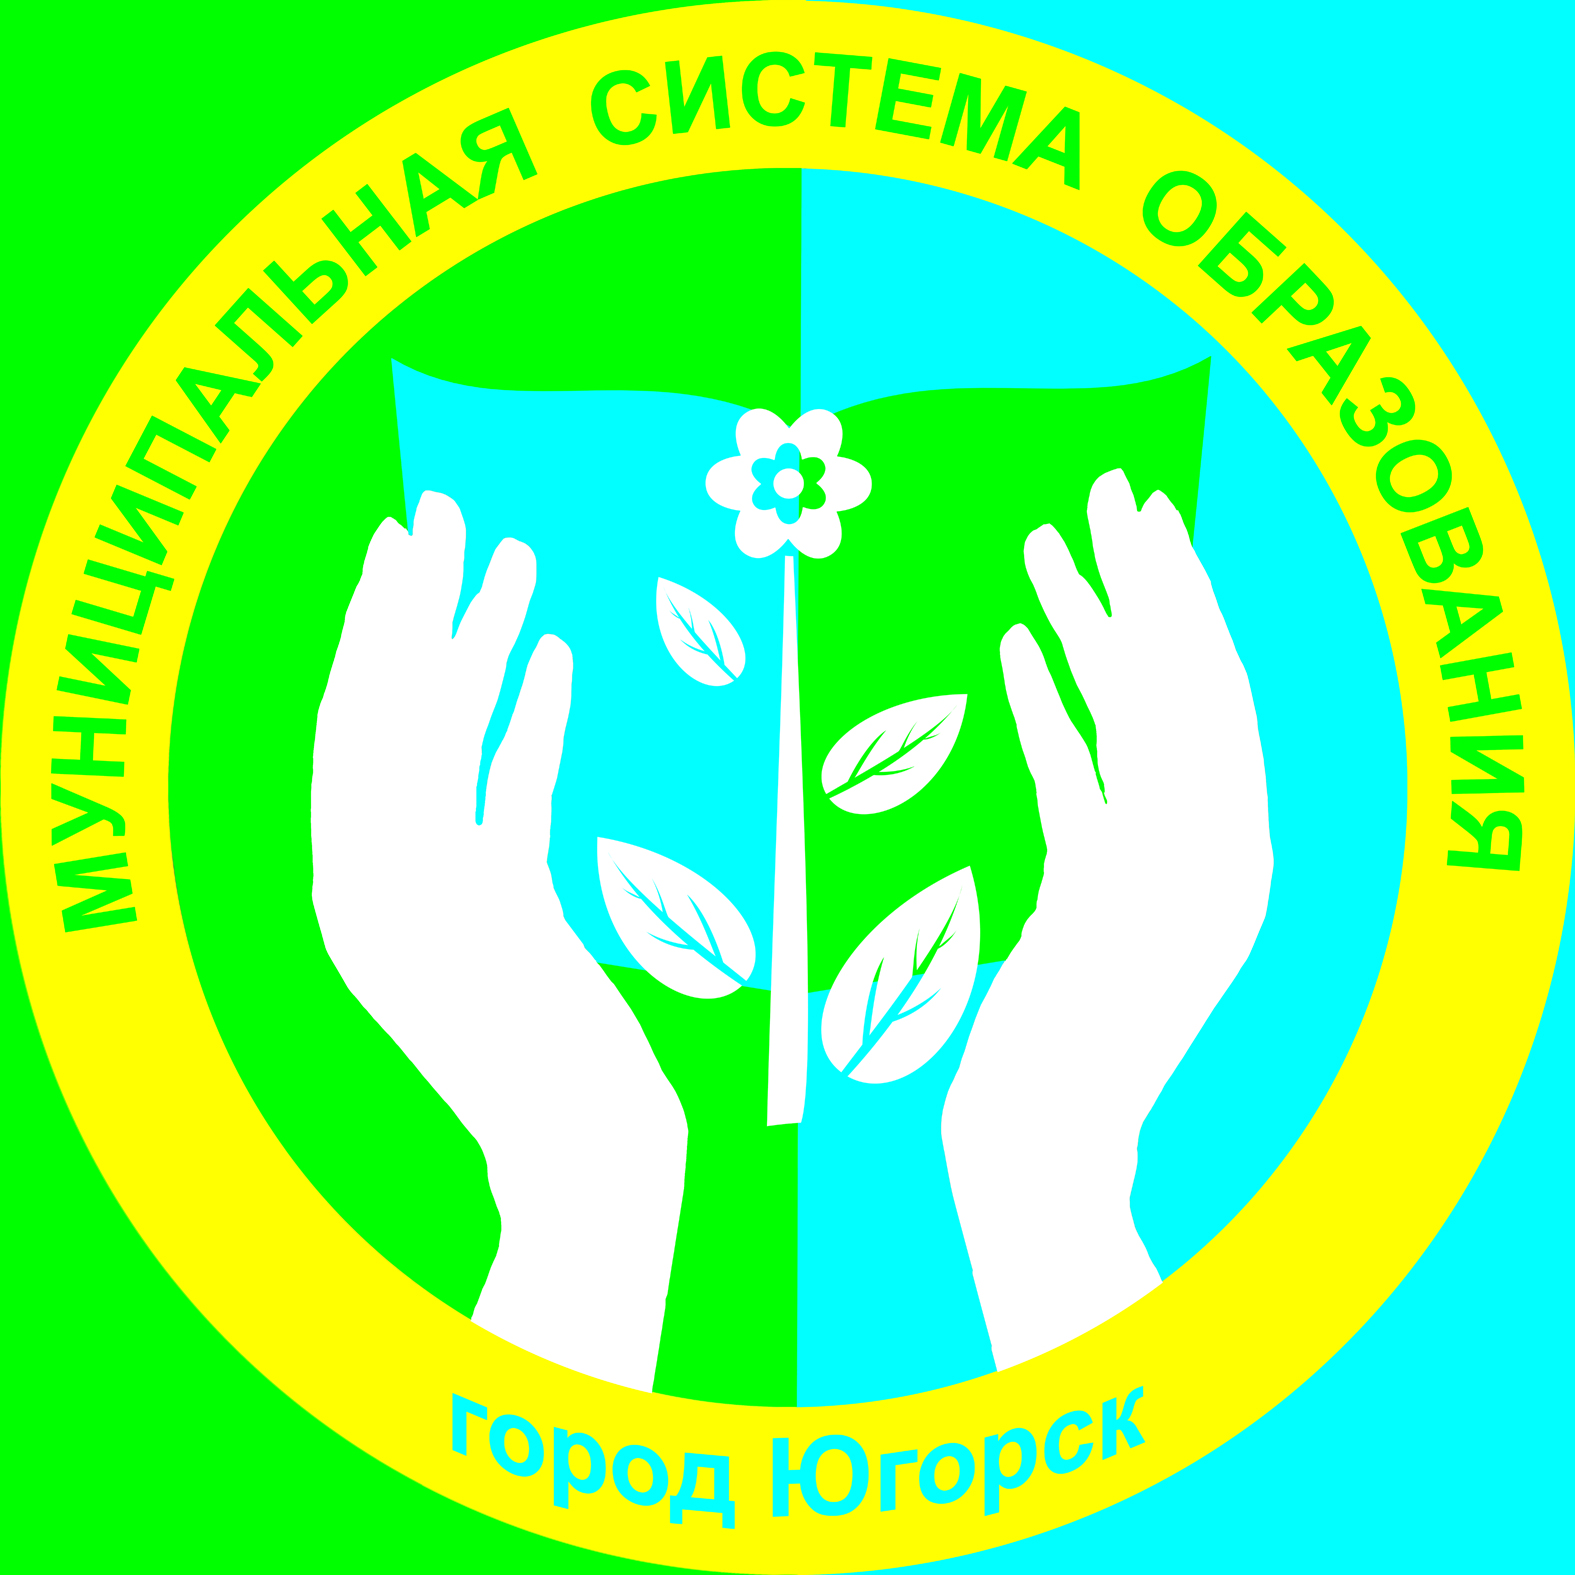 МУНИЦИПАЛЬНАЯ СИСТЕМА ОБРАЗОВАНИЯ
город Югорск